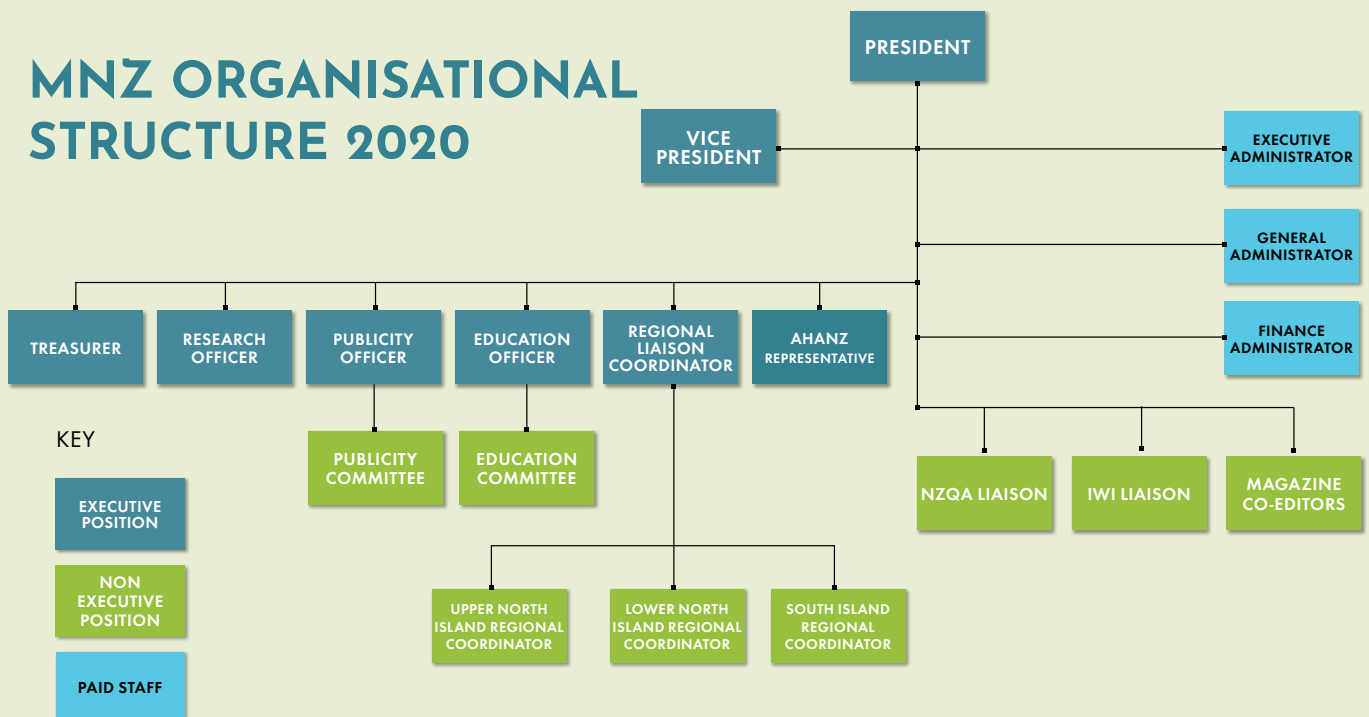 MNZ ORGANISATIONAL
STRUCTURE 2020
PRESIDENT
VICE
PRESIDENT
EXECUTIVE
ADMINISTRATOR
GENERAL
ADMINISTRATOR
FINANCE
ADMINISTRATOR
TREASURER
RESEARCH
OFFICER
PUBLICITY
OFFICER
EDUCATION
OFFICER
REGIONAL
LIAISON
COORDINATOR
AHANZ
REPRESENTATIVE
PUBLICITY
COMMITTEE
EDUCATION
COMMITTEE
NZQA LIAISON
IWI LIAISON
MAGAZINE
CO-EDITORS
UPPER NORTH
ISLAND REGIONAL
COORDINATOR
LOWER NORTH
ISLAND REGIONAL
COORDINATOR
SOUTH ISLAND
REGIONAL
COORDINATOR
KEY
EXECUTIVE
POSITION
NON
EXECUTIVE
POSITION
PAID STAFF